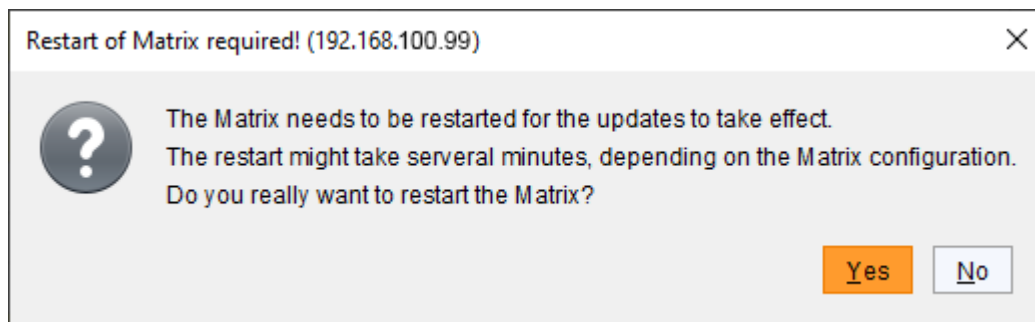 Restart of Matrix required! (192.168.100.99)
?
The Matrix needs to be restarted for the updates to take effect.
The restart might take serveral minutes, depending on the Matrix configuration.
Do you really want to restart the Matrix?
Yes No